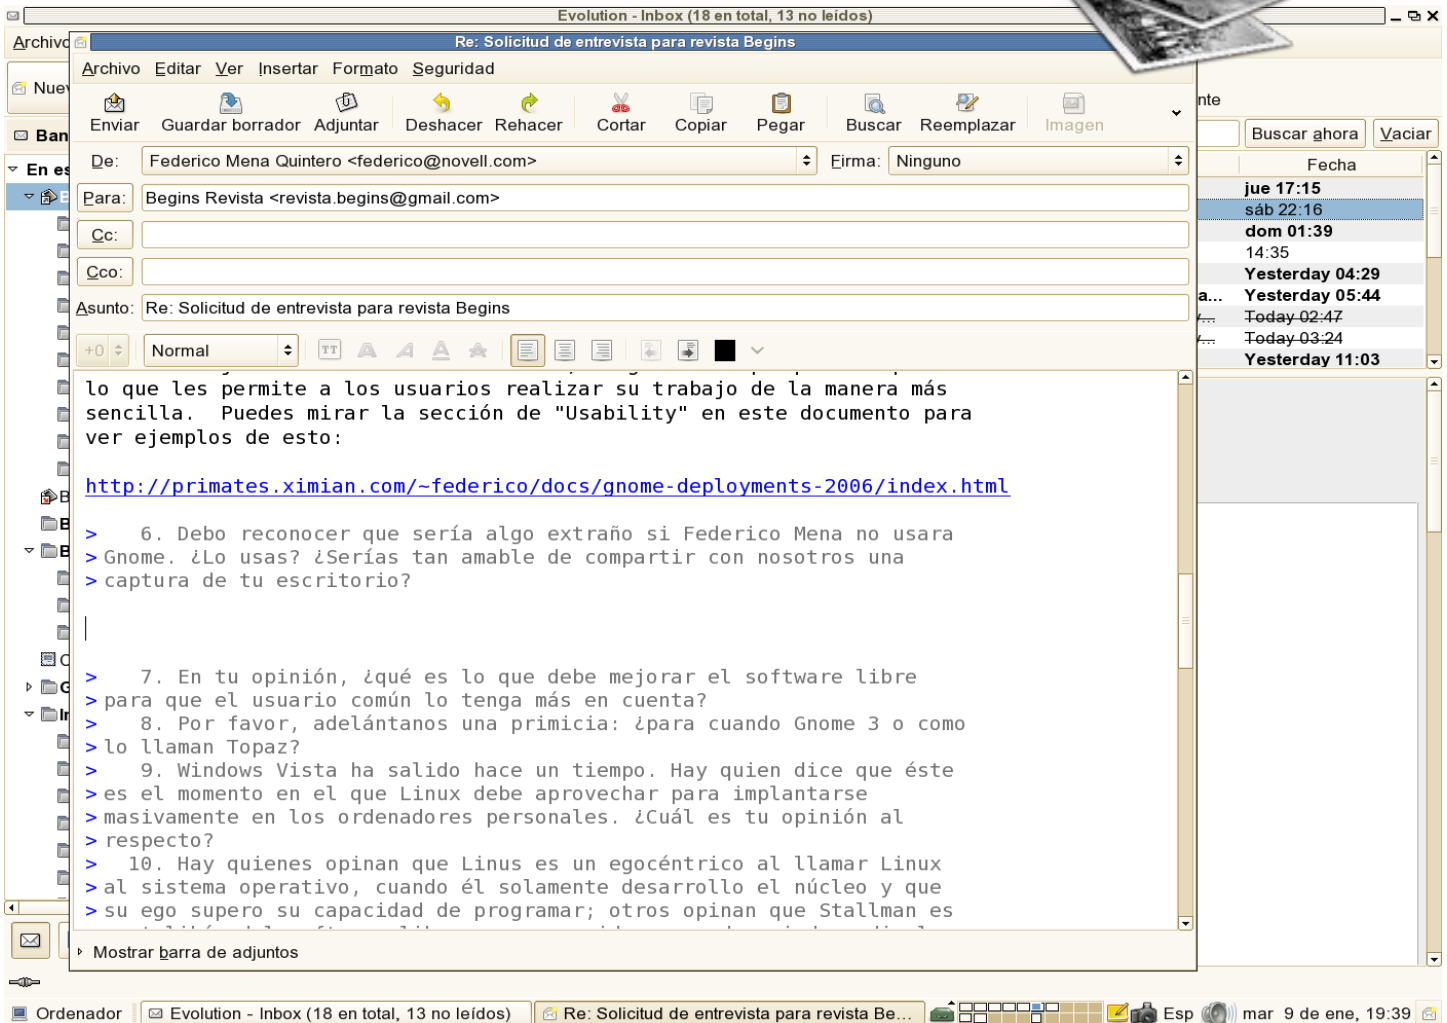 Evolution - Inbox (18 en total, 13 no leídos)
Archivo
Re: Solicitud de entrevista para revista Begins
Archivo Editar Ver Insertar Formato Seguridad
Enviar Guardar borrador Adjuntar Deshacer Rehacer Cortar Copiar Pegar Buscar Reemplazar Imagen
De: Federico Mena Quintero <federico@novell.com> Firma: Ninguno
Para: Begins Revista <revista.begins@gmail.com>
Cc:
Cco:
Asunto: Re: Solicitud de entrevista para revista Begins
+0 Normal TT
Buscar ahora Vaciar
Fecha
jue 17:15
sáb 22:16
dom 01:39
14:35
Yesterday 04:29
a... Yesterday 05:44
Today 02:47
Today 03:24
Yesterday 11:03
lo que les permite a los usuarios realizar su trabajo de la manera más
sencilla.  Puedes mirar la sección de "Usability" en este documento para
ver ejemplos de esto:
http://primates.ximian.com/~federico/docs/gnome-deployments-2006/index.html
> 6. Debo reconocer que sería algo extraño si Federico Mena no usara
> Gnome. ¿Lo usas? ¿Serías tan amable de compartir con nosotros una
> captura de tu escritorio?
> 7. En tu opinión, ¿qué es lo que debe mejorar el software libre
> para que el usuario común lo tenga más en cuenta?
> 8. Por favor, adelántanos una primicia: ¿para cuando Gnome 3 o como
> lo llaman Topaz?
> 9. Windows Vista ha salido hace un tiempo. Hay quien dice que éste
> es el momento en el que Linux debe aprovechar para implantarse
> masivamente en los ordenadores personales. ¿Cuál es tu opinión al
> respecto?
> 10. Hay quienes opinan que Linus es un egocéntrico al llamar Linux
> al sistema operativo, cuando él solamente desarrollo el núcleo y que
> su ego supero su capacidad de programar; otros opinan que Stallman es
Mostrar barra de adjuntos
Ordenador Evolution - Inbox (18 en total, 13 no leídos) Re: Solicitud de entrevista para revista Be... Esp mar 9 de ene, 19:39